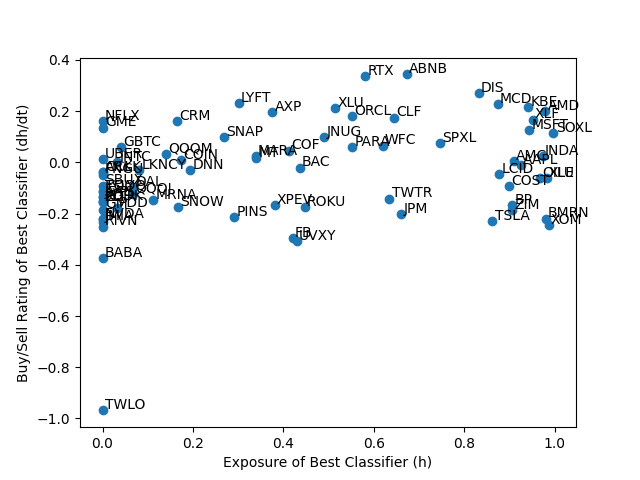 0.4
0.2
0.0
−0.2
−0.4
−0.6
−0.8
−1.0
Buy/Sell Rating of Best Classifier (dh/dt)
RTX
ABNB
DIS
LYFT
MCD
KBE
AMD
NFLX
GME
CRM
AXP
XLU
ORCL
CLF
XLF
MSFT
SOXL
SNAP
JNUG
GBTC
PARA
WFC
SPXL
UBER
QQQM
COIN
MARA
COF
INDA
AMC
AAPL
LKNCY
DNN
BAC
LCID
COST
XLE
MRNA
SNOW
PINS
XPEV
ROKU
TWTR
JPM
BP
ZIM
TSLA
BMRN
XOM
RIVN
FB
UVXY
BABA
TWLO
0.0 0.2 0.4 0.6 0.8 1.0
Exposure of Best Classifier (h)